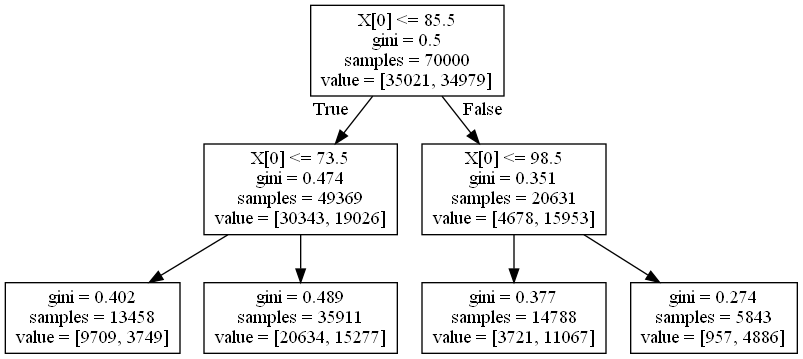 X[0] <= 85.5
gini = 0.5
samples = 70000
value = [35021, 34979]
True
False
X[0] <= 73.5
gini = 0.474
samples = 49369
value = [30343, 19026]
X[0] <= 98.5
gini = 0.351
samples = 20631
value = [4678, 15953]
gini = 0.402
samples = 13458
value = [9709, 3749]
gini = 0.489
samples = 35911
value = [20634, 15277]
gini = 0.377
samples = 14788
value = [3721, 11067]
gini = 0.274
samples = 5843
value = [957, 4886]